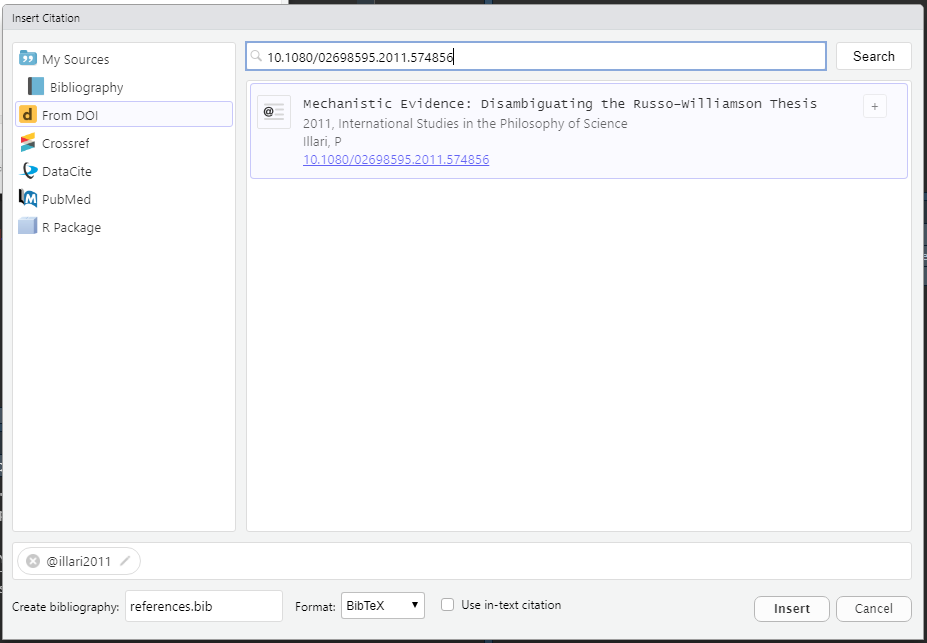 Insert Citation
My Sources
Bibliography
From DOI
Crossref
DataCite
PubMed
R Package
10.1080/02698595.2011.574856
Search
Mechanistic Evidence: Disambiguating the Russo–Williamson Thesis
2011, International Studies in the Philosophy of Science
Illari, P
10.1080/02698595.2011.574856
+
@illari2011
Create bibliography: references.bib Format: BibTeX Use in-text citation
Insert Cancel